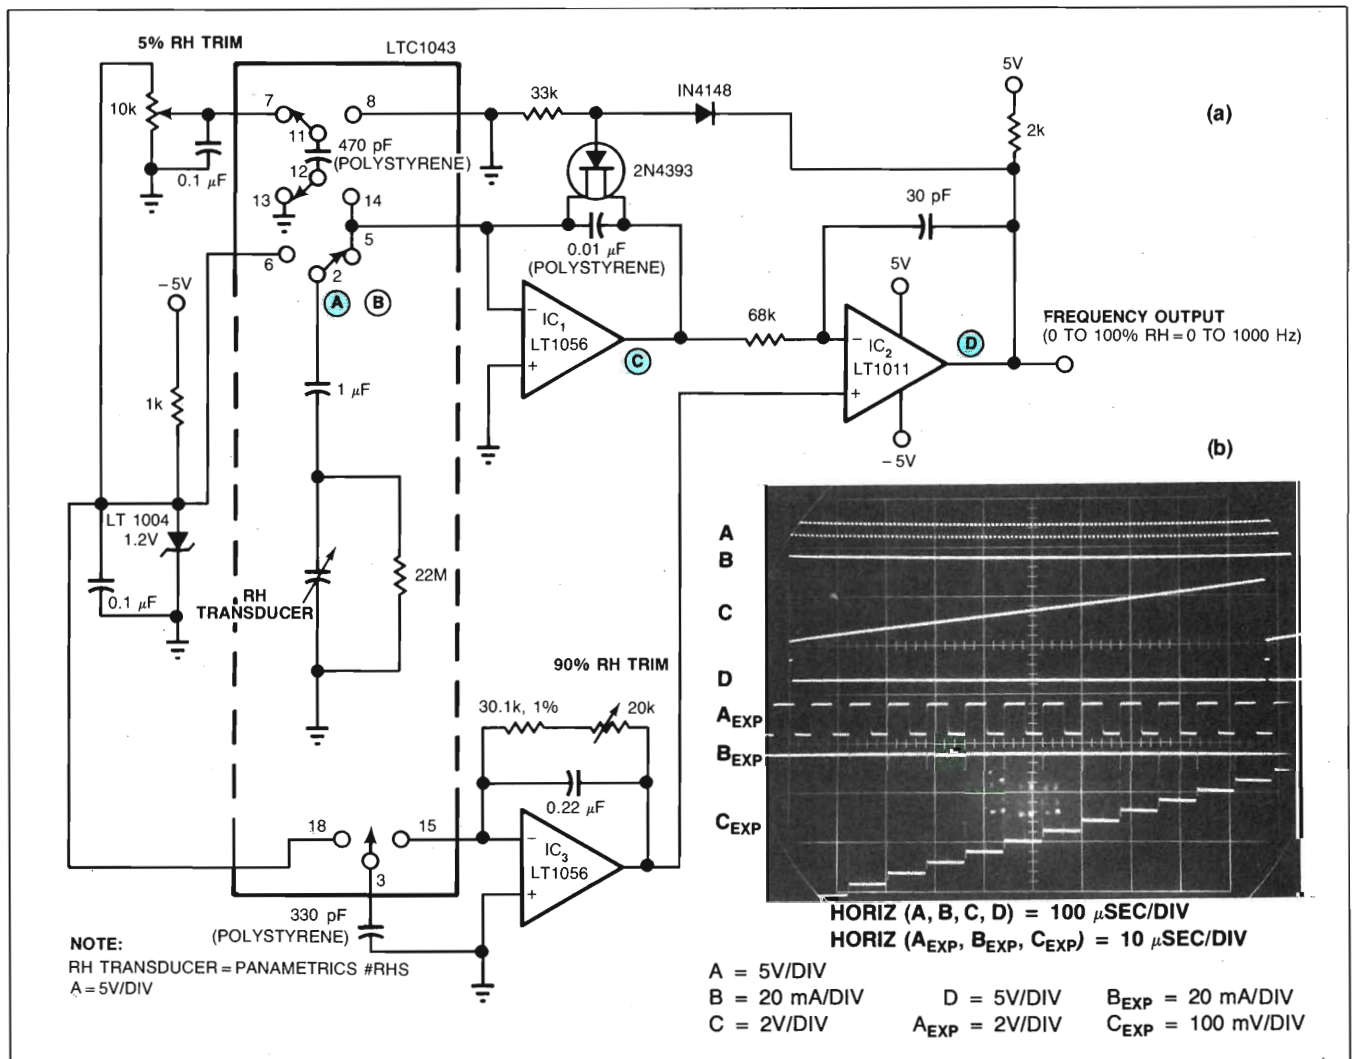 5% RH TRIM
LTC1043
10k
0.1 μF
7
8
11
470 pF
(POLYSTYRENE)
12
13
14
5
6
2
A
B
33k
IN4148
5V
2k
(a)
2N4393
0.01 μF
(POLYSTYRENE)
30 pF
–5V
1k
IC1
LT1056
C
68k
5V
IC2
LT1011
D
–5V
FREQUENCY OUTPUT
(0 TO 100% RH=0 TO 1000 Hz)
1 μF
LT 1004
1.2V
0.1 μF
RH
TRANSDUCER
22M
90% RH TRIM
30.1k, 1%
20k
0.22 μF
18
15
3
IC3
LT1056
330 pF
(POLYSTYRENE)
NOTE:
RH TRANSDUCER=PANAMETRICS #RHS
A=5V/DIV
(b)
A
B
C
D
AEXP
BEXP
CEXP
HORIZ (A, B, C, D) = 100 μSEC/DIV
HORIZ (AEXP, BEXP, CEXP) = 10 μSEC/DIV
A = 5V/DIV
B = 20 mA/DIV D = 5V/DIV BEXP = 20 mA/DIV
C = 2V/DIV AEXP = 2V/DIV CEXP = 100 mV/DIV